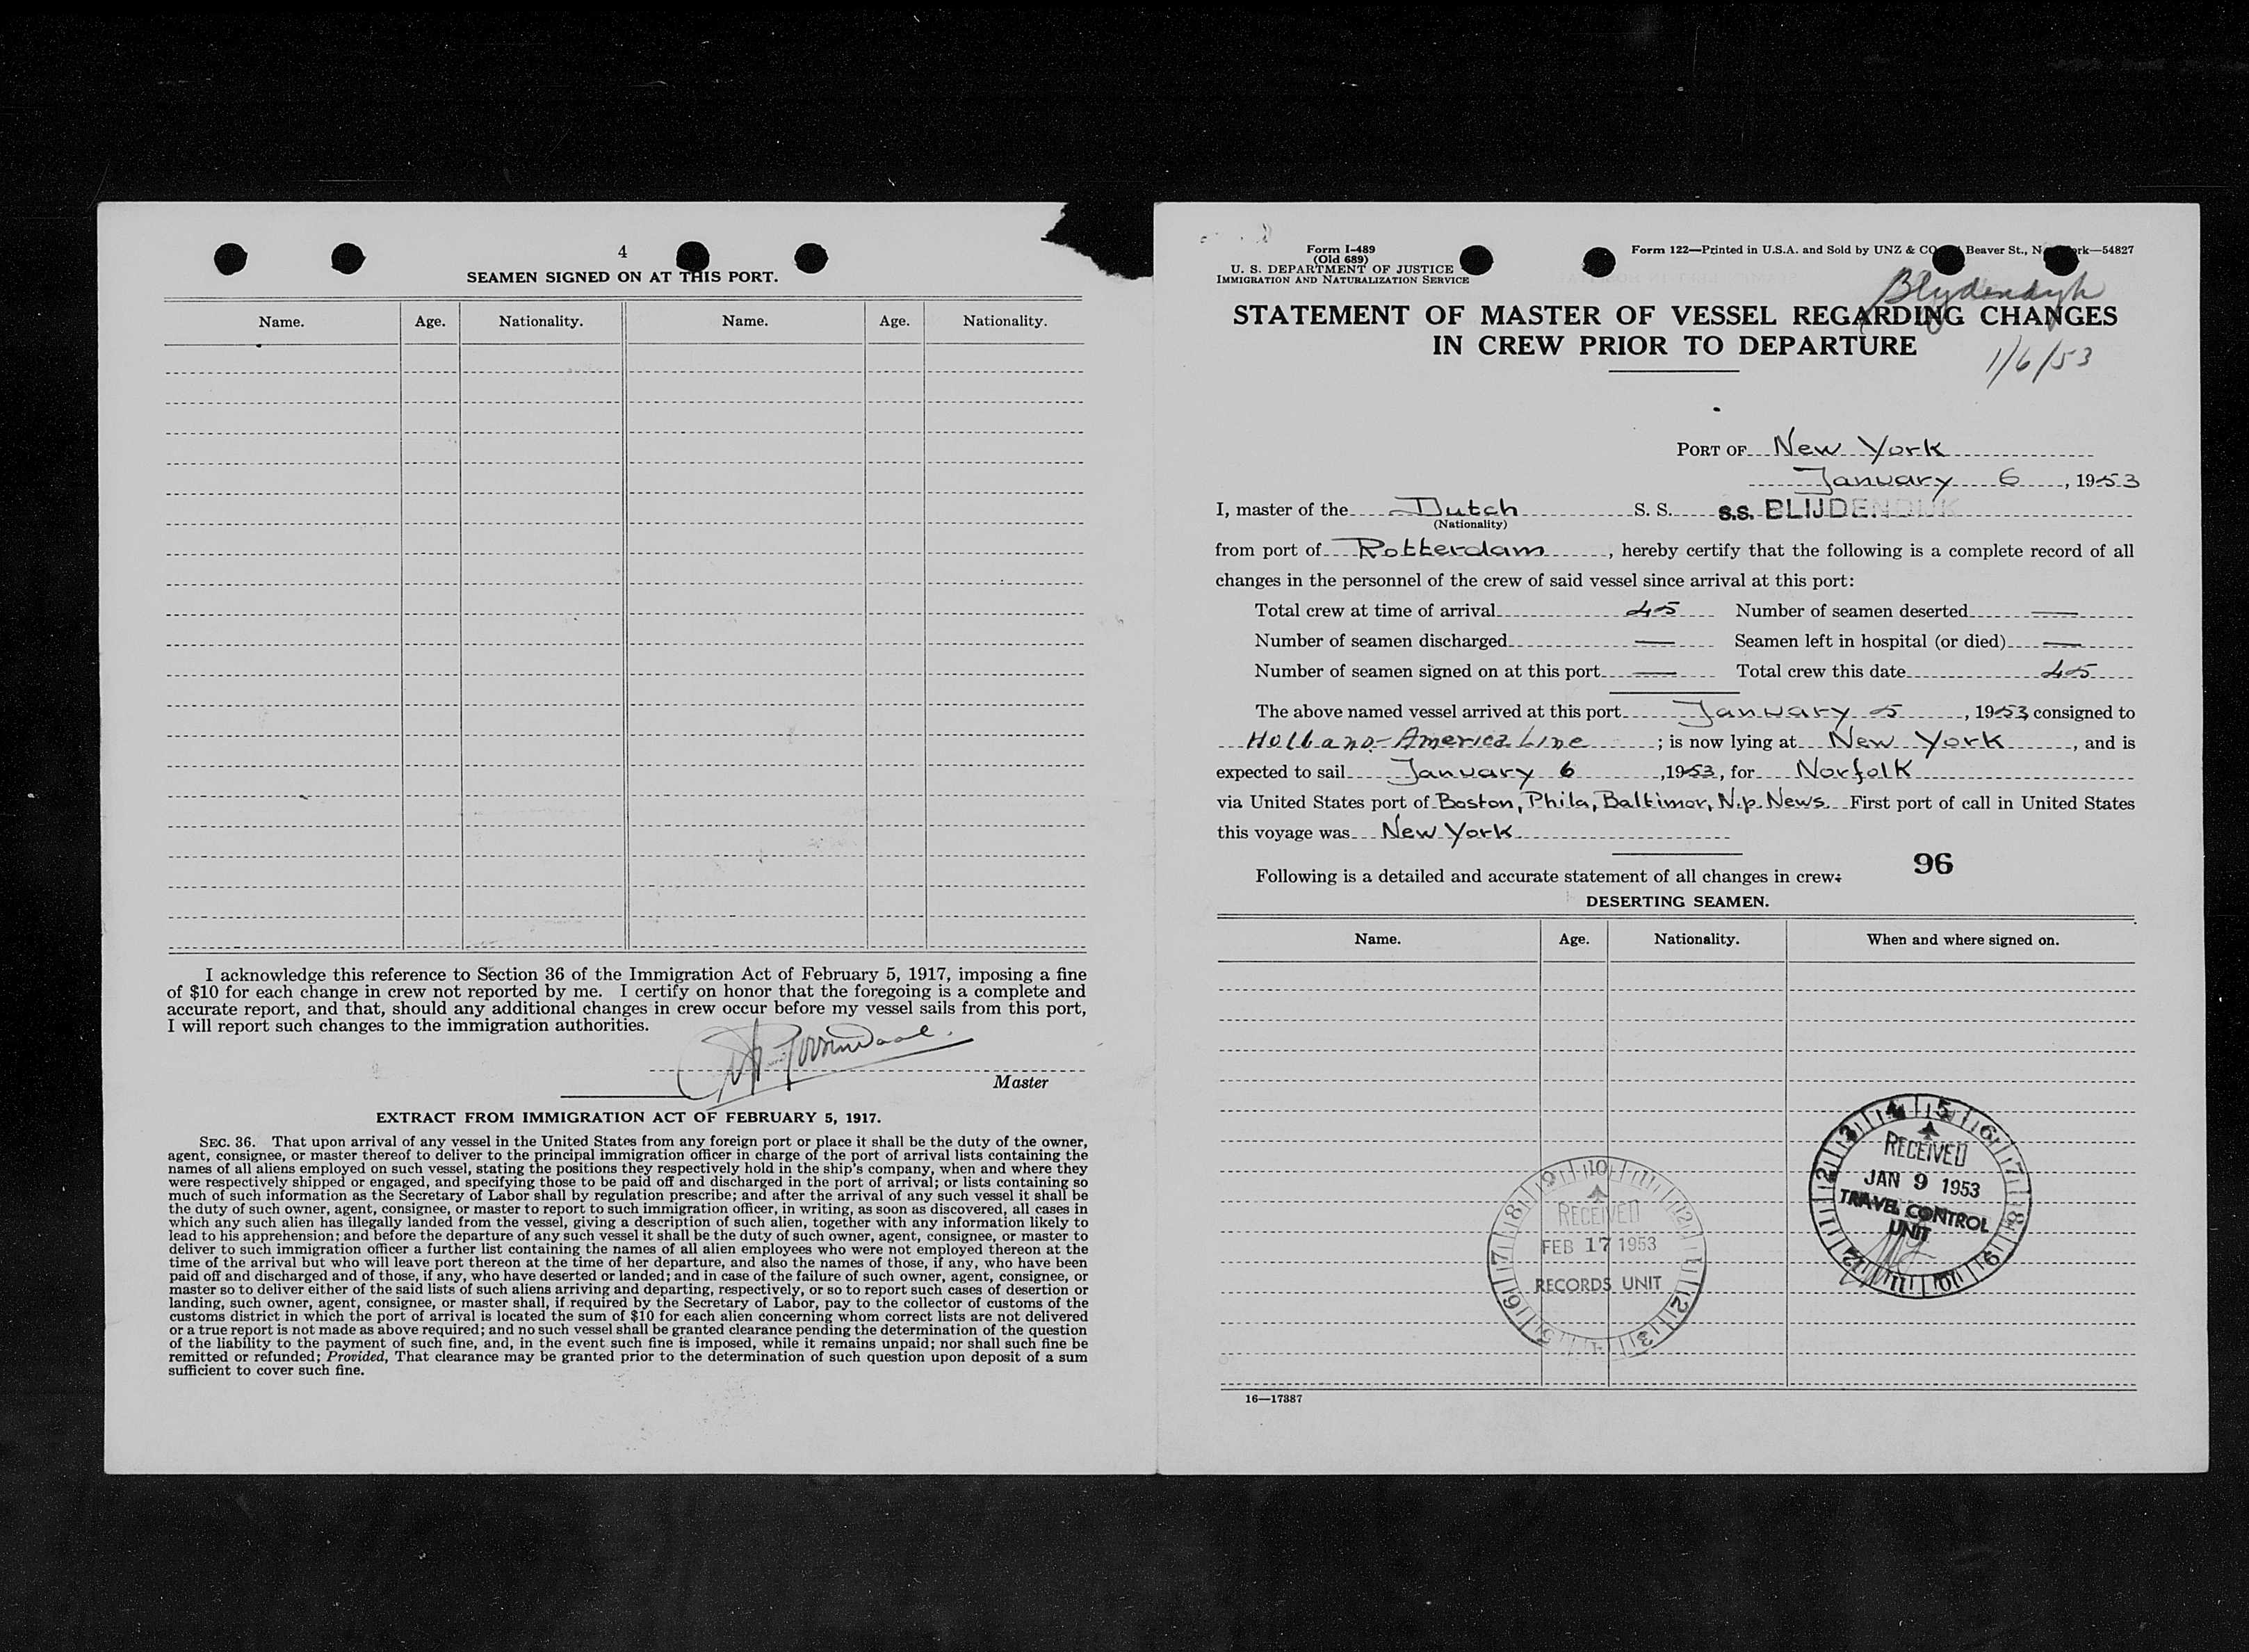 4
SEAMEN SIGNED ON AT THIS PORT.
Name. Age. Nationality. Name. Age. Nationality.
I acknowledge this reference to Section 36 of the Immigration Act of February 5, 1917, imposing a fine
of $10 for each change in crew not reported by me. I certify on honor that the foregoing is a complete and
accurate report, and that, should any additional changes in crew occur before my vessel sails from this port,
I will report such changes to the immigration authorities.
Master
EXTRACT FROM IMMIGRATION ACT OF FEBRUARY 5, 1917.
SEC. 36. That upon arrival of any vessel in the United States from any foreign port or place it shall be the duty of the owner,
agent, consignee, or master thereof to deliver to the principal immigration officer in charge of the port of arrival lists containing the
names of all aliens employed on such vessel, stating the positions they respectively hold in the ship's company, when and where they
were respectively shipped or engaged, and specifying those to be paid off and discharged in the port of arrival; or lists containing so
much of such information as the Secretary of Labor shall by regulation prescribe; and after the arrival of any such vessel it shall be
the duty of such owner, agent, consignee, or master to report to such immigration officer, in writing, as soon as discovered, all cases in
which any such alien has illegally landed from the vessel, giving a description of such alien, together with any information likely to
lead to his apprehension; and before the departure of any such vessel it shall be the duty of such owner, agent, consignee, or master to
deliver to such immigration officer a further list containing the names of all alien employees who were not employed thereon at the
time of the arrival but who will leave port thereon at the time of her departure, and also the names of those, if any, who have been
paid off and discharged and of those, if any, who have deserted or landed; and in case of the failure of such owner, agent, consignee, or
master so to deliver either of the said lists of such aliens arriving and departing, respectively, or so to report such cases of desertion or
landing, such owner, agent, consignee, or master shall, if required by the Secretary of Labor, pay to the collector of customs of the
customs district in which the port of arrival is located the sum of $10 for each alien concerning whom correct lists are not delivered
or a true report is not made as above required; and no such vessel shall be granted clearance pending the determination of the question
of the liability to the payment of such fine, and, in the event such fine is imposed, while it remains unpaid; nor shall such fine be
remitted or refunded; Provided, That clearance may be granted prior to the determination of such question upon deposit of a sum
sufficient to cover such fine.
Form I-489
(Old 689)
U. S. DEPARTMENT OF JUSTICE
IMMIGRATION AND NATURALIZATION SERVICE
Form 122—Printed in U.S.A. and Sold by UNZ & CO Beaver St., N rk—54827
Blydendyk
STATEMENT OF MASTER OF VESSEL REGARDING CHANGES
IN CREW PRIOR TO DEPARTURE
1/6/53
PORT OF New York
January 6, 1953
I, master of the Dutch S. S. S.S. BLIJDENDIJK
(Nationality)
from port of Rotterdam, hereby certify that the following is a complete record of all
changes in the personnel of the crew of said vessel since arrival at this port:
Total crew at time of arrival 45 Number of seamen deserted —
Number of seamen discharged — Seamen left in hospital (or died) —
Number of seamen signed on at this port — Total crew this date 45
The above named vessel arrived at this port January 5, 1953 consigned to
Holland-America Line; is now lying at New York, and is
expected to sail January 6, 1953, for Norfolk
via United States port of Boston, Phila, Baltimor, N.p. News. First port of call in United States
this voyage was New York
96
Following is a detailed and accurate statement of all changes in crew:
DESERTING SEAMEN.
Name. Age. Nationality. When and where signed on.
RECEIVED
JAN 9 1953
TRAVEL CONTROL
UNIT
RECEIVED
FEB 17 1953
RECORDS UNIT
16—17387